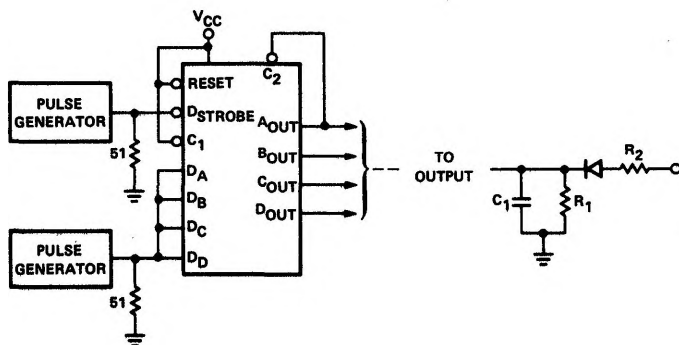 VCC
C2
RESET
PULSE
GENERATOR
DSTROBE
C1
AOUT
51
BOUT
TO
OUTPUT
R2
DA
DB
COUT
C1
R1
DC
DOUT
PULSE
GENERATOR
DD
51